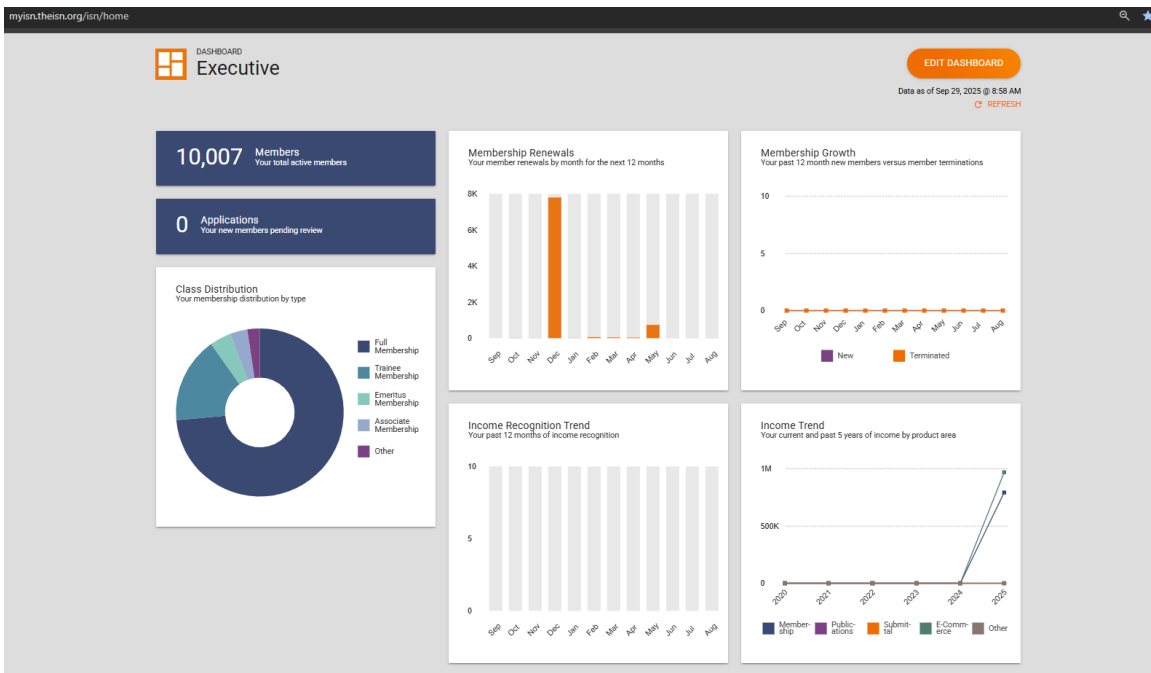 myisn.theisn.org/isn/home
DASHBOARD
Executive
EDIT DASHBOARD
Data as of Sep 29, 2025 @ 8:58 AM
REFRESH
10,007
Members
Your total active members
0
Applications
Your new members pending review
Class Distribution
Your membership distribution by type
Full
Membership
Trainee
Membership
Emeritus
Membership
Associate
Membership
Other
Membership Renewals
Your member renewals by month for the next 12 months
8K
6K
4K
2K
0
Sep Oct Nov Dec Jan Feb Mar Apr May Jun Jul Aug
Membership Growth
Your past 12 month new members versus member terminations
10
5
0
Sep Oct Nov Dec Jan Feb Mar Apr May Jun Jul Aug
New Terminated
Income Recognition Trend
Your past 12 months of income recognition
10
5
0
Sep Oct Nov Dec Jan Feb Mar Apr May Jun Jul Aug
Income Trend
Your current and past 5 years of income by product area
1M
500K
0
2020 2021 2022 2023 2024 2025
Member-
ship
Public-
ations
Submit-
tal
E-Comm-
erce
Other